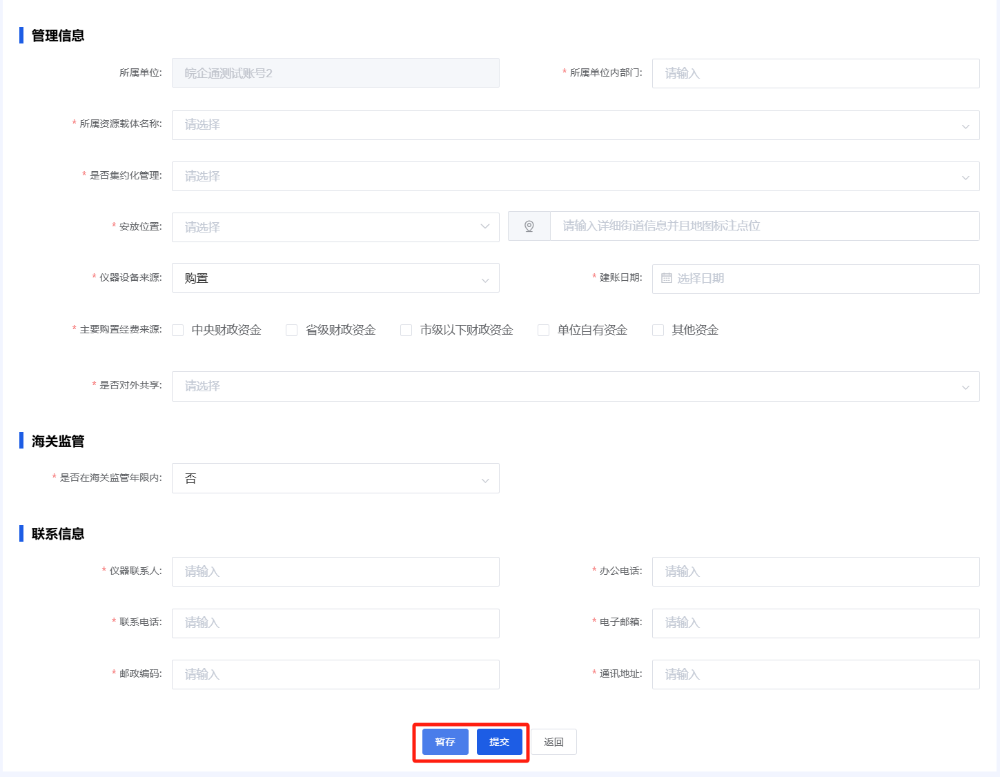 管理信息
所属单位: 皖企通测试账号2 * 所属单位内部门: 请输入
* 所属资源载体名称: 请选择
* 是否集约化管理: 请选择
* 安放位置: 请选择 请输入详细街道信息并且地图标注点位
* 仪器设备来源: 购置 * 建账日期: 选择日期
* 主要购置经费来源: 中央财政资金 省级财政资金 市级以下财政资金 单位自有资金 其他资金
* 是否对外共享: 请选择
海关监管
* 是否在海关监管年限内: 否
联系信息
* 仪器联系人: 请输入 * 办公电话: 请输入
* 联系电话: 请输入 * 电子邮箱: 请输入
* 邮政编码: 请输入 * 通讯地址: 请输入
暂存 提交 返回